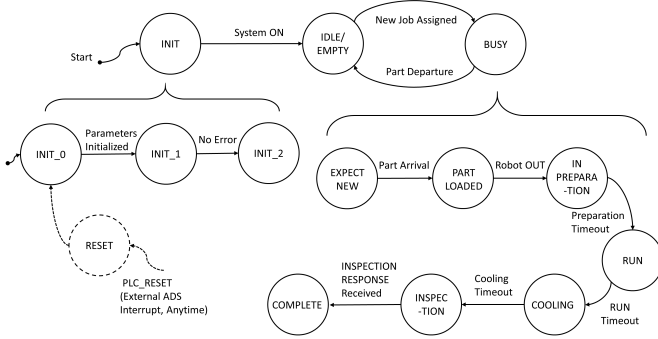 System ON
New Job Assigned
Start
INIT
IDLE/
EMPTY
BUSY
Part Departure
Parameters
Initialized
No Error
INIT_0
INIT_1
INIT_2
EXPECT
NEW
Part Arrival
PART
LOADED
Robot OUT
IN
PREPARA
-TION
Preparation
Timeout
RESET
PLC_RESET
(External ADS
Interrupt, Anytime)
RUN
RUN
Timeout
COOLING
Cooling
Timeout
INSPEC
-TION
INSPECTION
RESPONSE
Received
COMPLETE